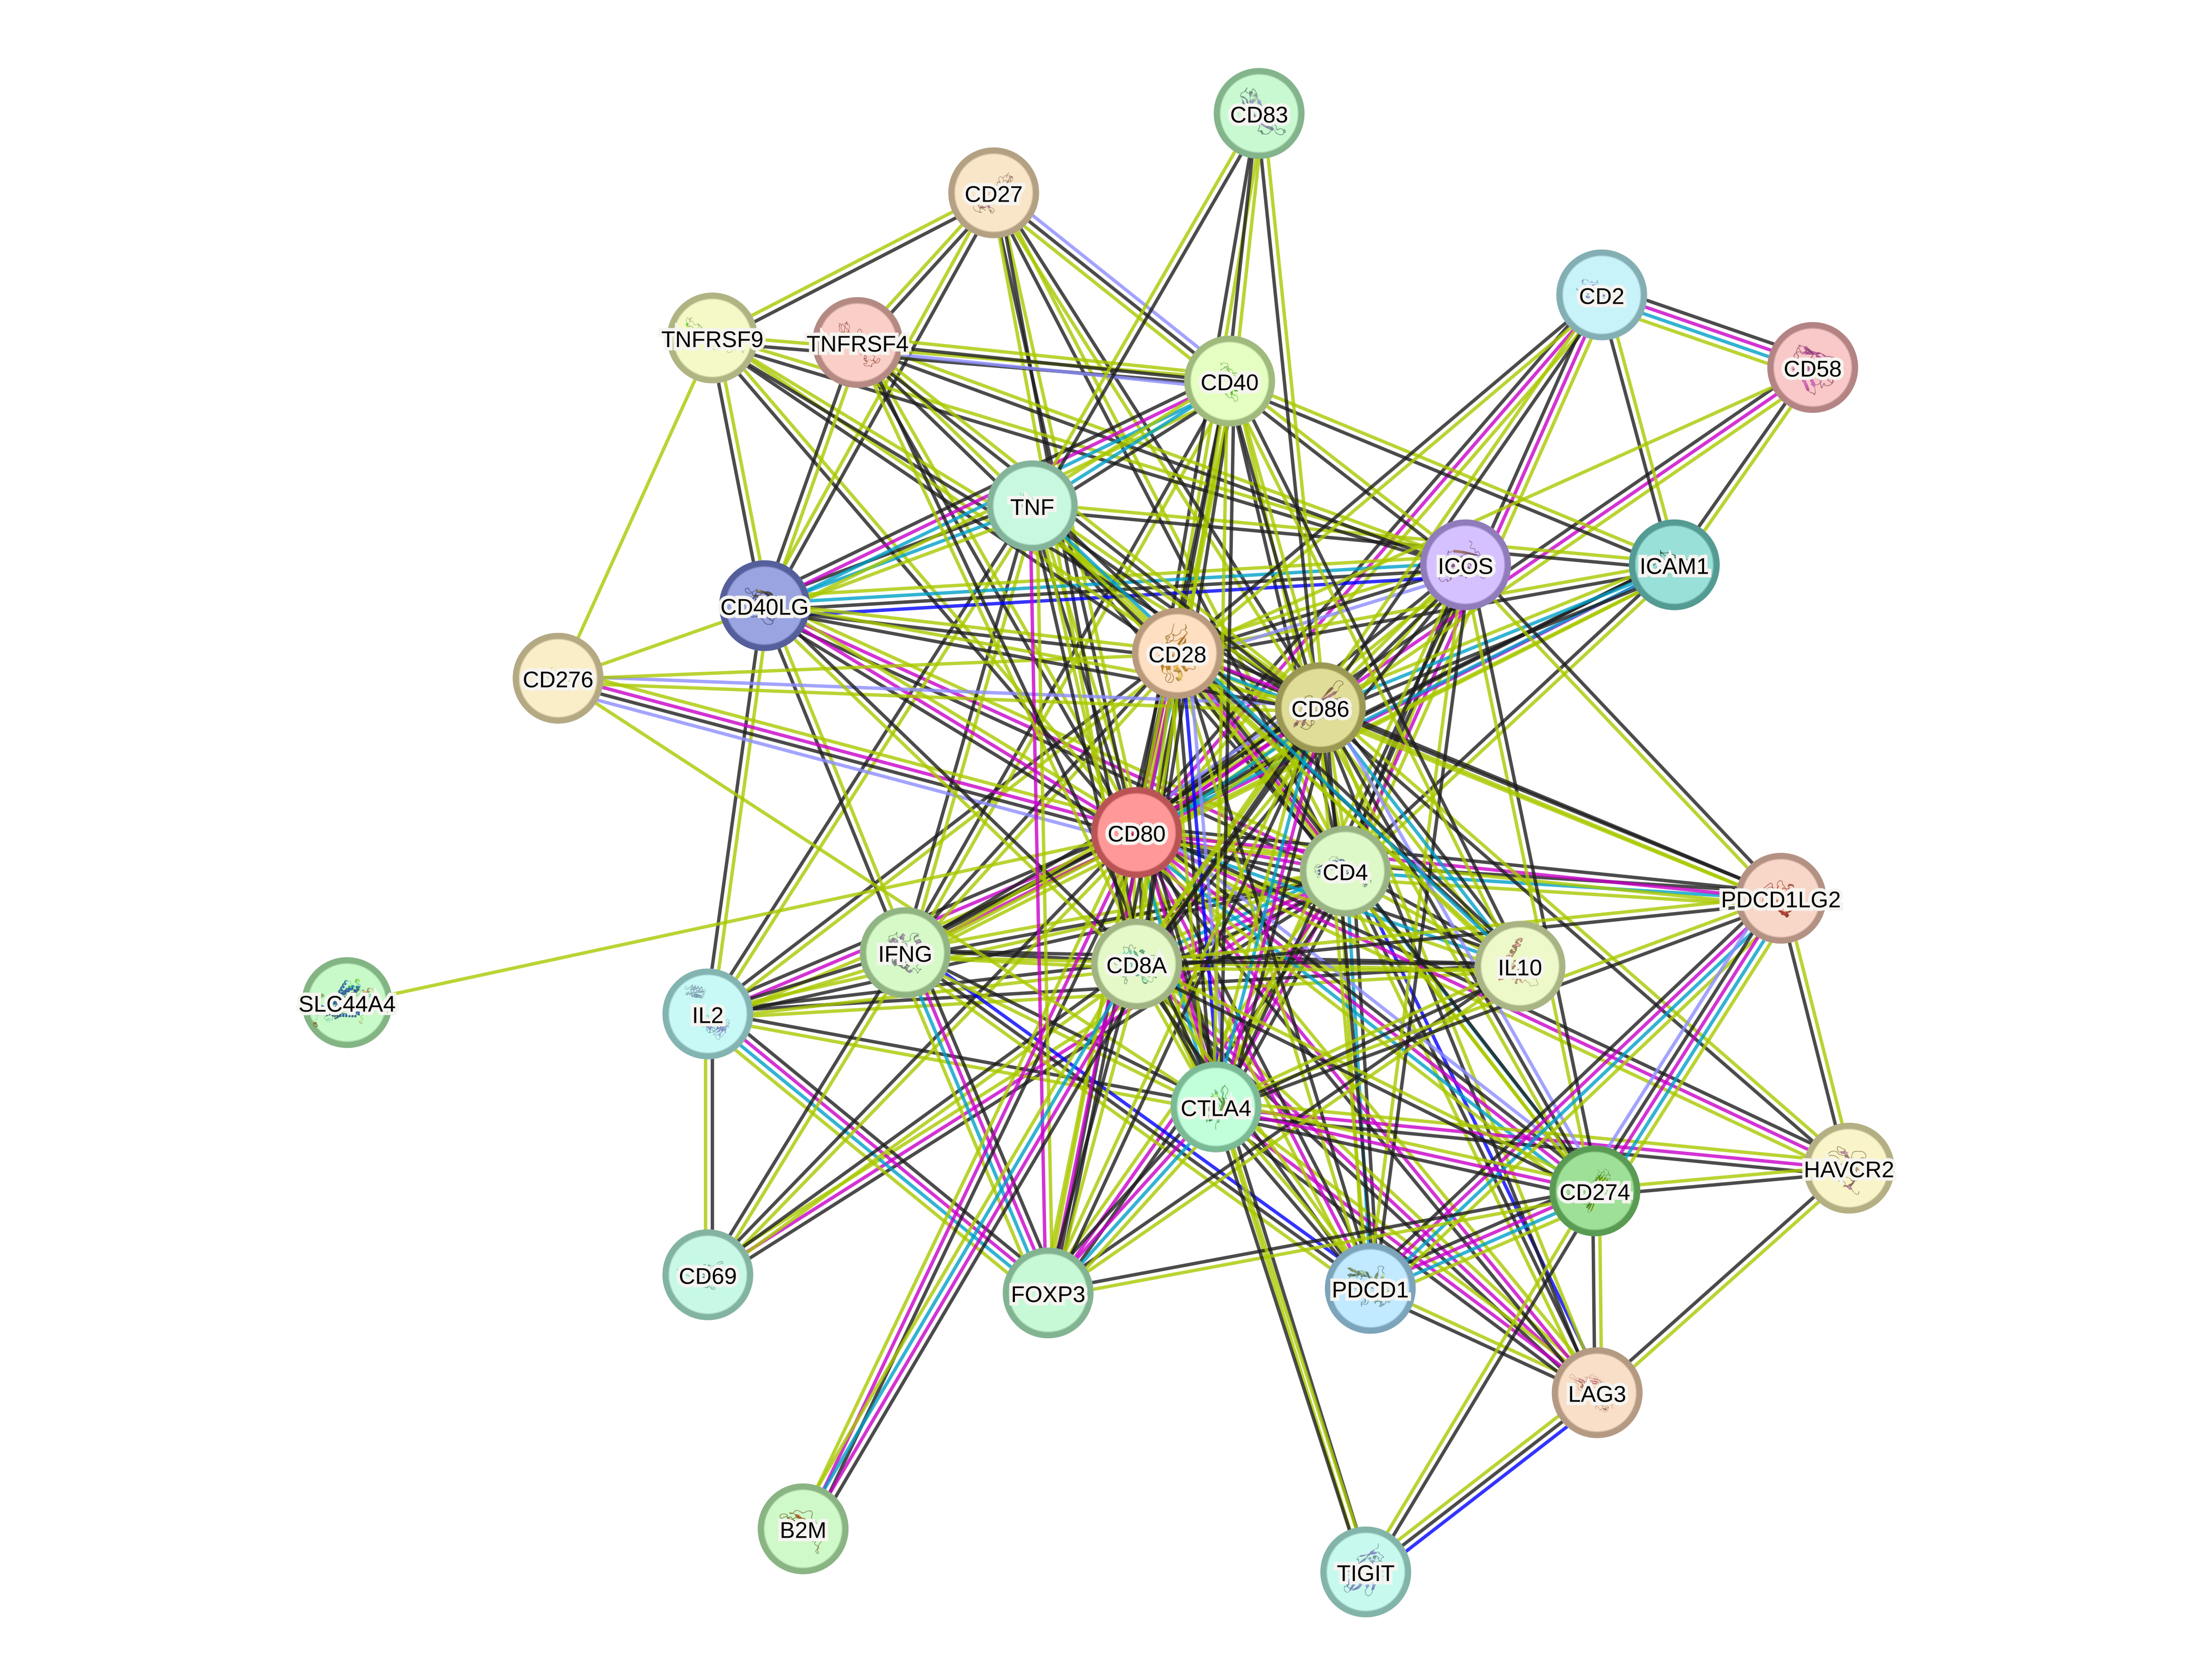 CD83
CD27
CD2
TNFRSF9
TNFRSF4
CD58
CD40
TNF
ICOS
ICAM1
CD40LG
CD28
CD276
CD86
CD80
CD4
PDCD1LG2
IFNG
CD8A
IL10
SLC44A4
IL2
CTLA4
HAVCR2
CD274
CD69
FOXP3
PDCD1
LAG3
B2M
TIGIT